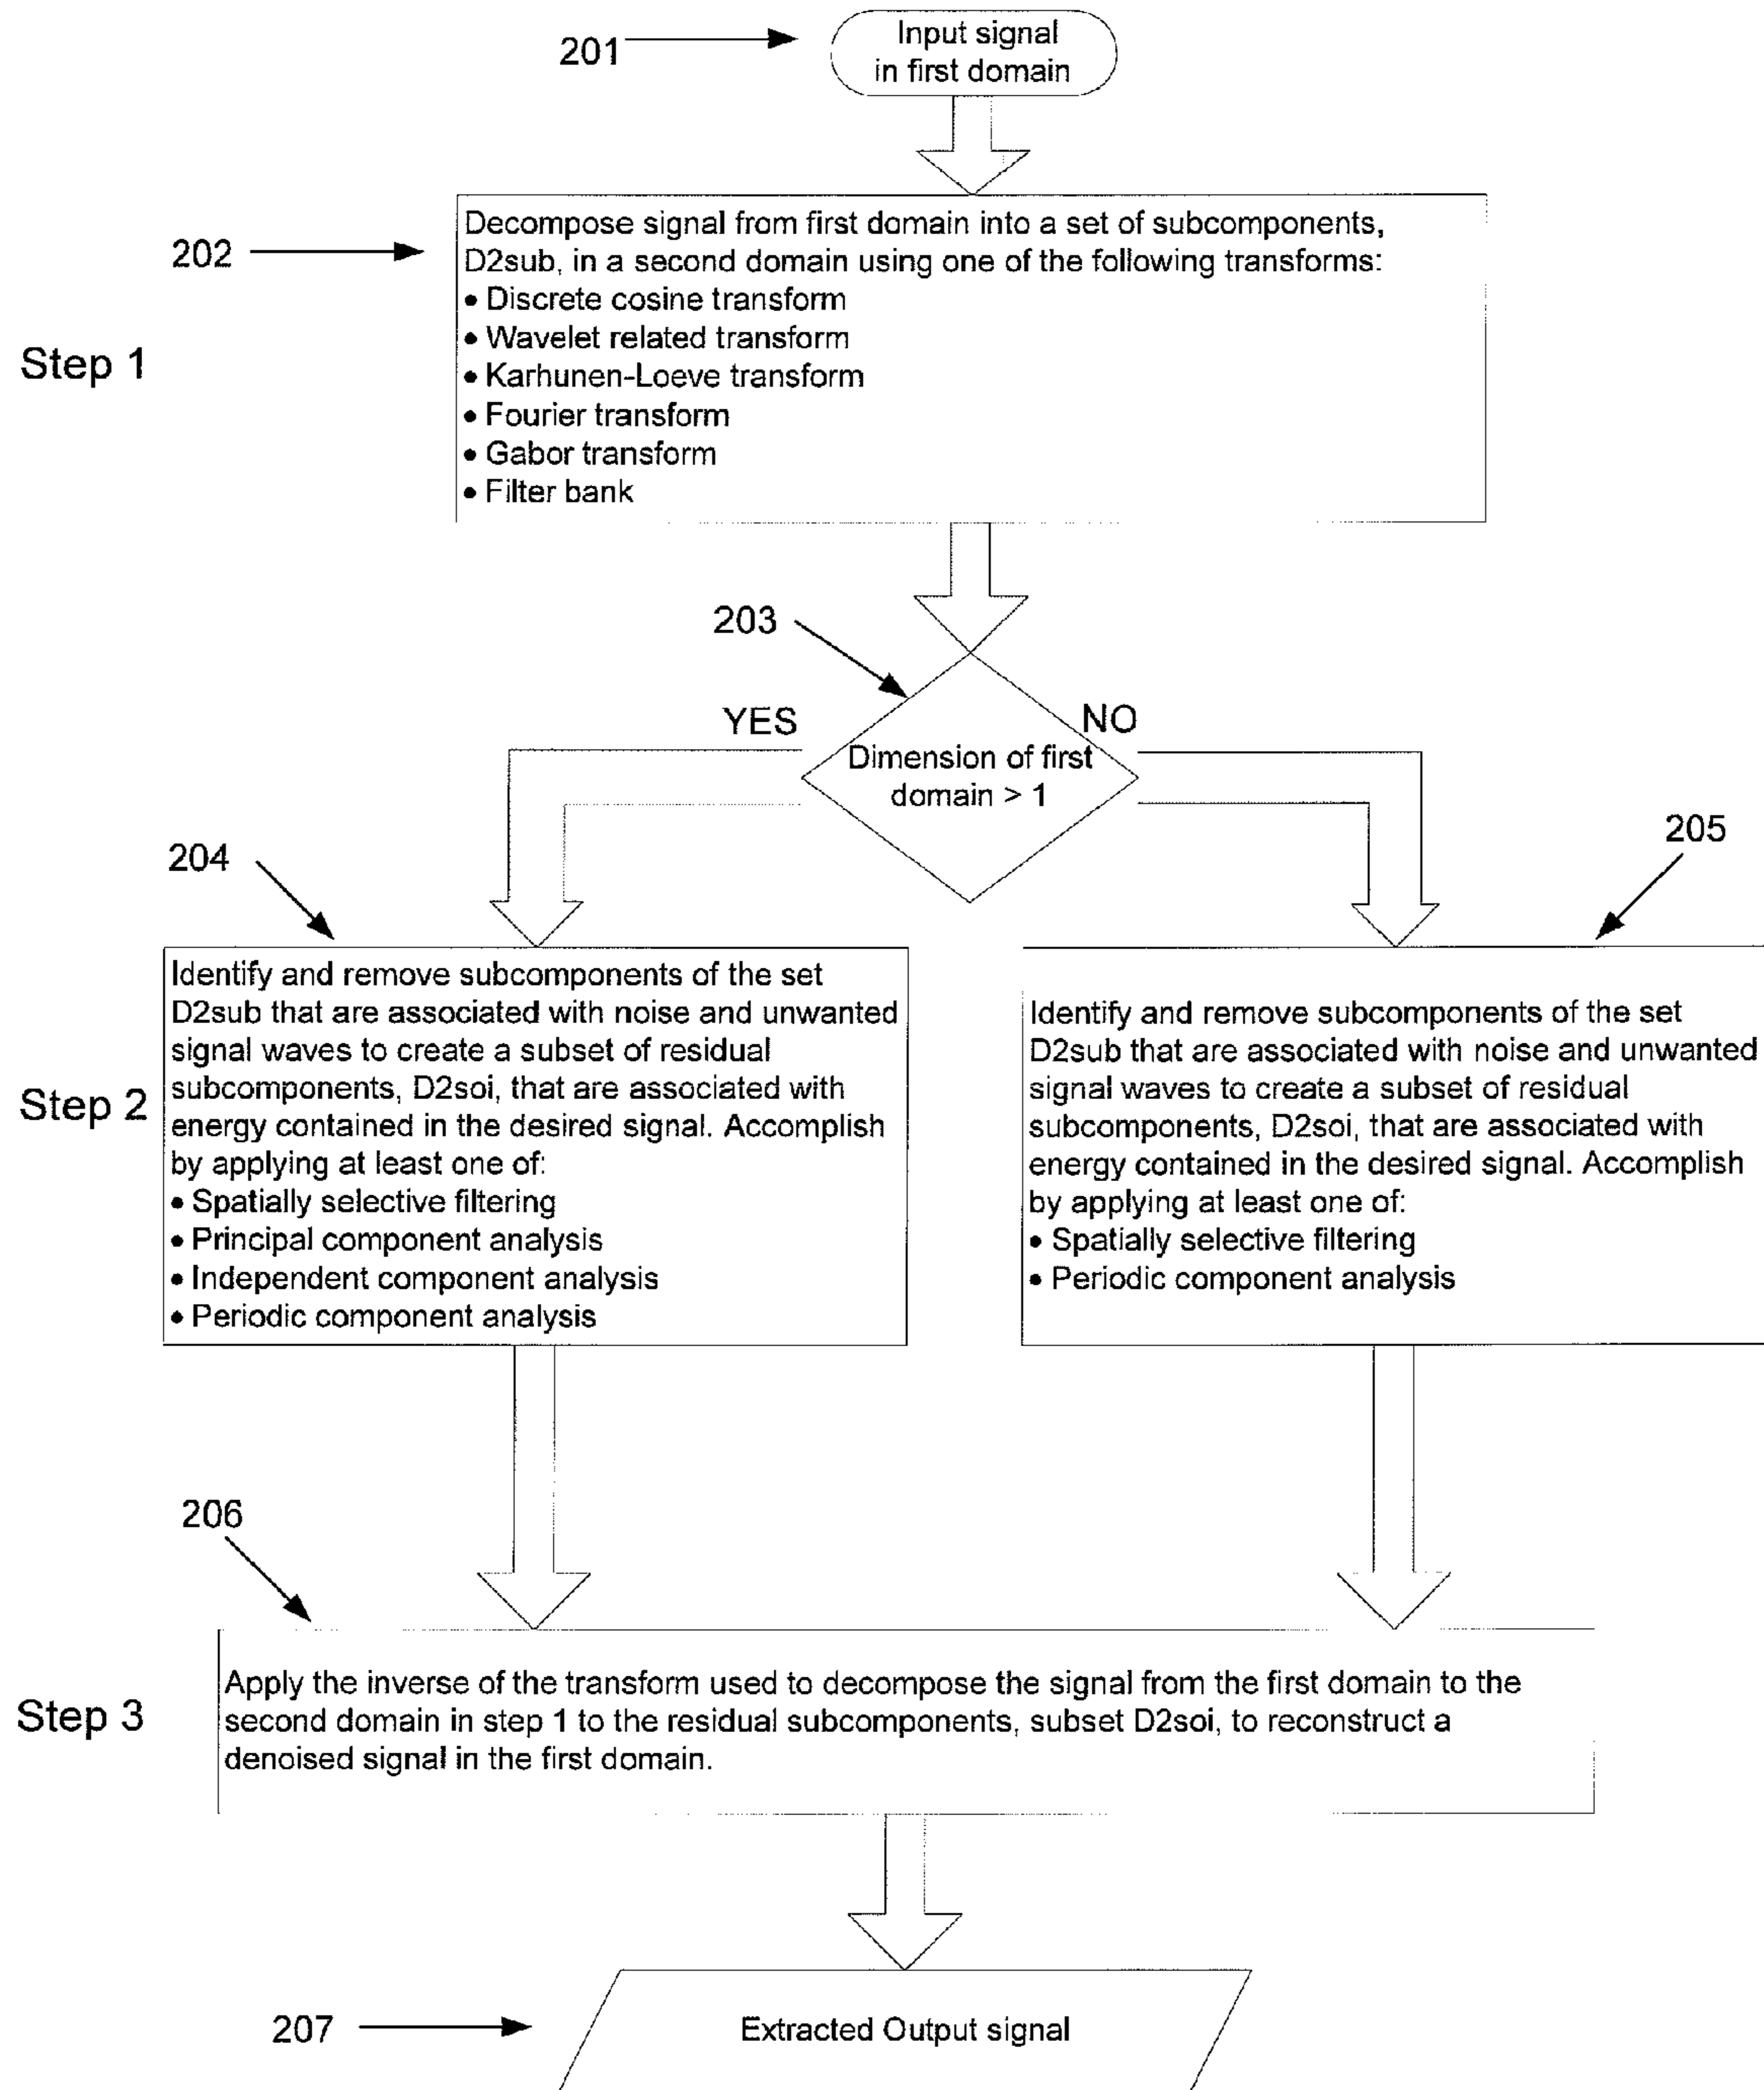 201
Input signal
in first domain
202
Decompose signal from first domain into a set of subcomponents,
D2sub, in a second domain using one of the following transforms:
• Discrete cosine transform
• Wavelet related transform
• Karhunen-Loeve transform
• Fourier transform
• Gabor transform
• Filter bank
Step 1
203
YES
NO
Dimension of first
domain > 1
204
205
Step 2
Identify and remove subcomponents of the set
D2sub that are associated with noise and unwanted
signal waves to create a subset of residual
subcomponents, D2soi, that are associated with
energy contained in the desired signal. Accomplish
by applying at least one of:
• Spatially selective filtering
• Principal component analysis
• Independent component analysis
• Periodic component analysis
Identify and remove subcomponents of the set
D2sub that are associated with noise and unwanted
signal waves to create a subset of residual
subcomponents, D2soi, that are associated with
energy contained in the desired signal. Accomplish
by applying at least one of:
• Spatially selective filtering
• Periodic component analysis
206
Step 3
Apply the inverse of the transform used to decompose the signal from the first domain to the
second domain in step 1 to the residual subcomponents, subset D2soi, to reconstruct a
denoised signal in the first domain.
207
Extracted Output signal